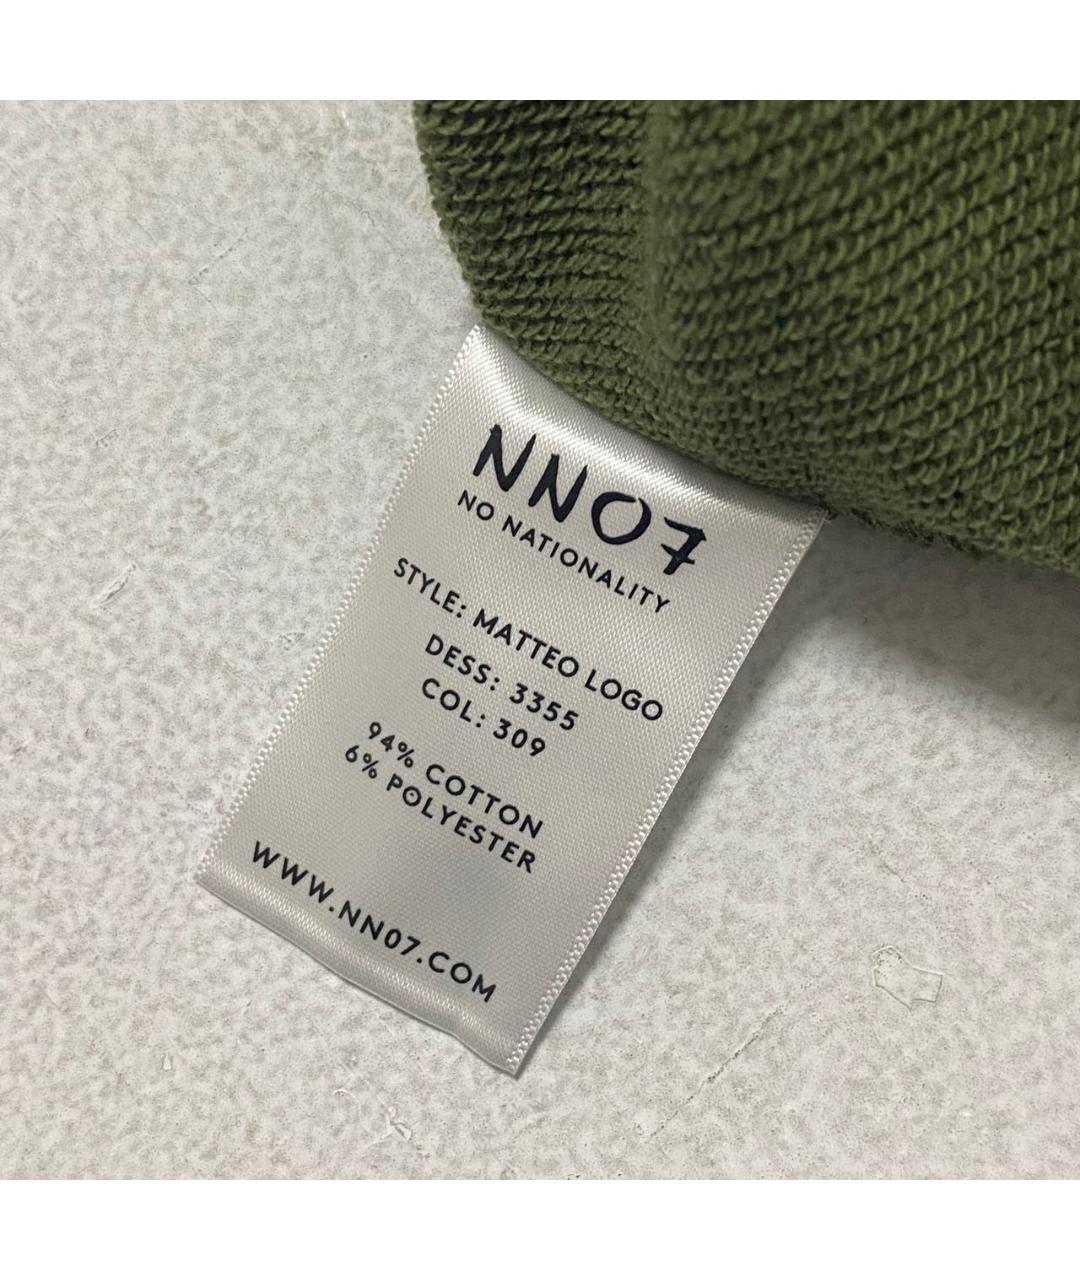 NN07
NO NATIONALITY
STYLE: MATTEO LOGO
DESS: 3355
COL: 309
94% COTTON
6% POLYESTER
WWW.NN07.COM